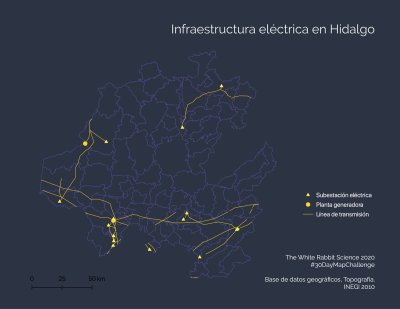 Infraestructura eléctrica en Hidalgo
Subestación eléctrica
Planta generadora
Línea de transmisión
The White Rabbit Science 2020
#30DayMapChallenge
Base de datos geográficos, Topografía,
INEGI 2010
0 25 50 km